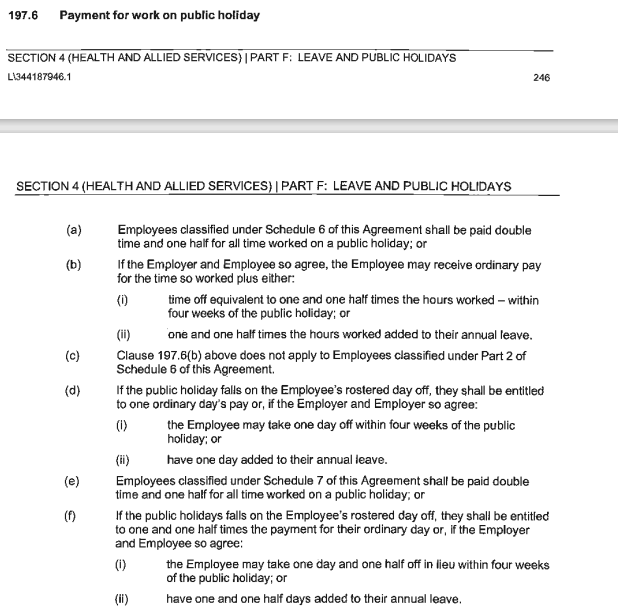 197.6 Payment for work on public holiday
SECTION 4 (HEALTH AND ALLIED SERVICES) | PART F: LEAVE AND PUBLIC HOLIDAYS
L\344187946.1 246
SECTION 4 (HEALTH AND ALLIED SERVICES) | PART F: LEAVE AND PUBLIC HOLIDAYS
(a) Employees classified under Schedule 6 of this Agreement shall be paid double
time and one half for all time worked on a public holiday; or
(b) If the Employer and Employee so agree, the Employee may receive ordinary pay
for the time so worked plus either:
(i) time off equivalent to one and one half times the hours worked – within
four weeks of the public holiday; or
(ii) one and one half times the hours worked added to their annual leave.
(c) Clause 197.6(b) above does not apply to Employees classified under Part 2 of
Schedule 6 of this Agreement.
(d) If the public holiday falls on the Employee's rostered day off, they shall be entitled
to one ordinary day's pay or, if the Employer and Employer so agree:
(i) the Employee may take one day off within four weeks of the public
holiday; or
(ii) have one day added to their annual leave.
(e) Employees classified under Schedule 7 of this Agreement shall be paid double
time and one half for all time worked on a public holiday; or
(f) If the public holidays falls on the Employee's rostered day off, they shall be entitled
to one and one half times the payment for their ordinary day or, if the Employer
and Employee so agree:
(i) the Employee may take one day and one half off in lieu within four weeks
of the public holiday; or
(ii) have one and one half days added to their annual leave.